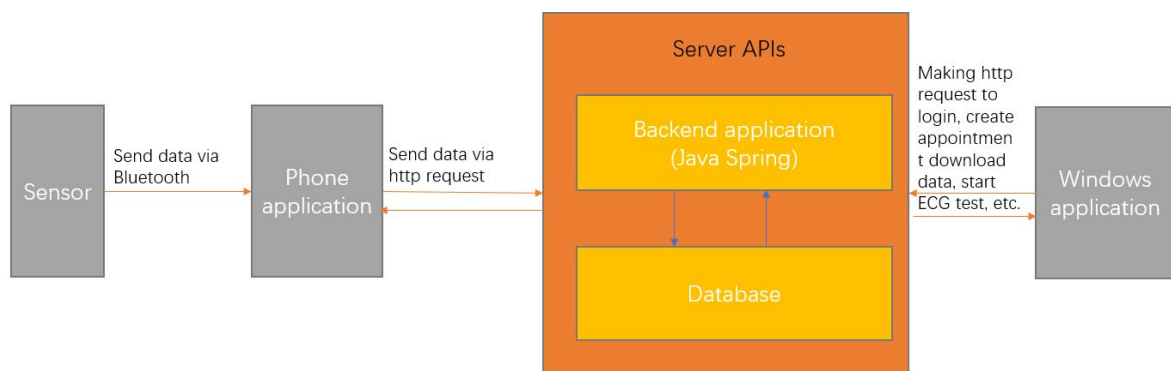 Sensor
Send data via
Bluetooth
Phone
application
Send data via
http request
Server APIs
Backend application
(Java Spring)
Database
Making http
request to
login, create
appointmen
t download
data, start
ECG test, etc.
Windows
application